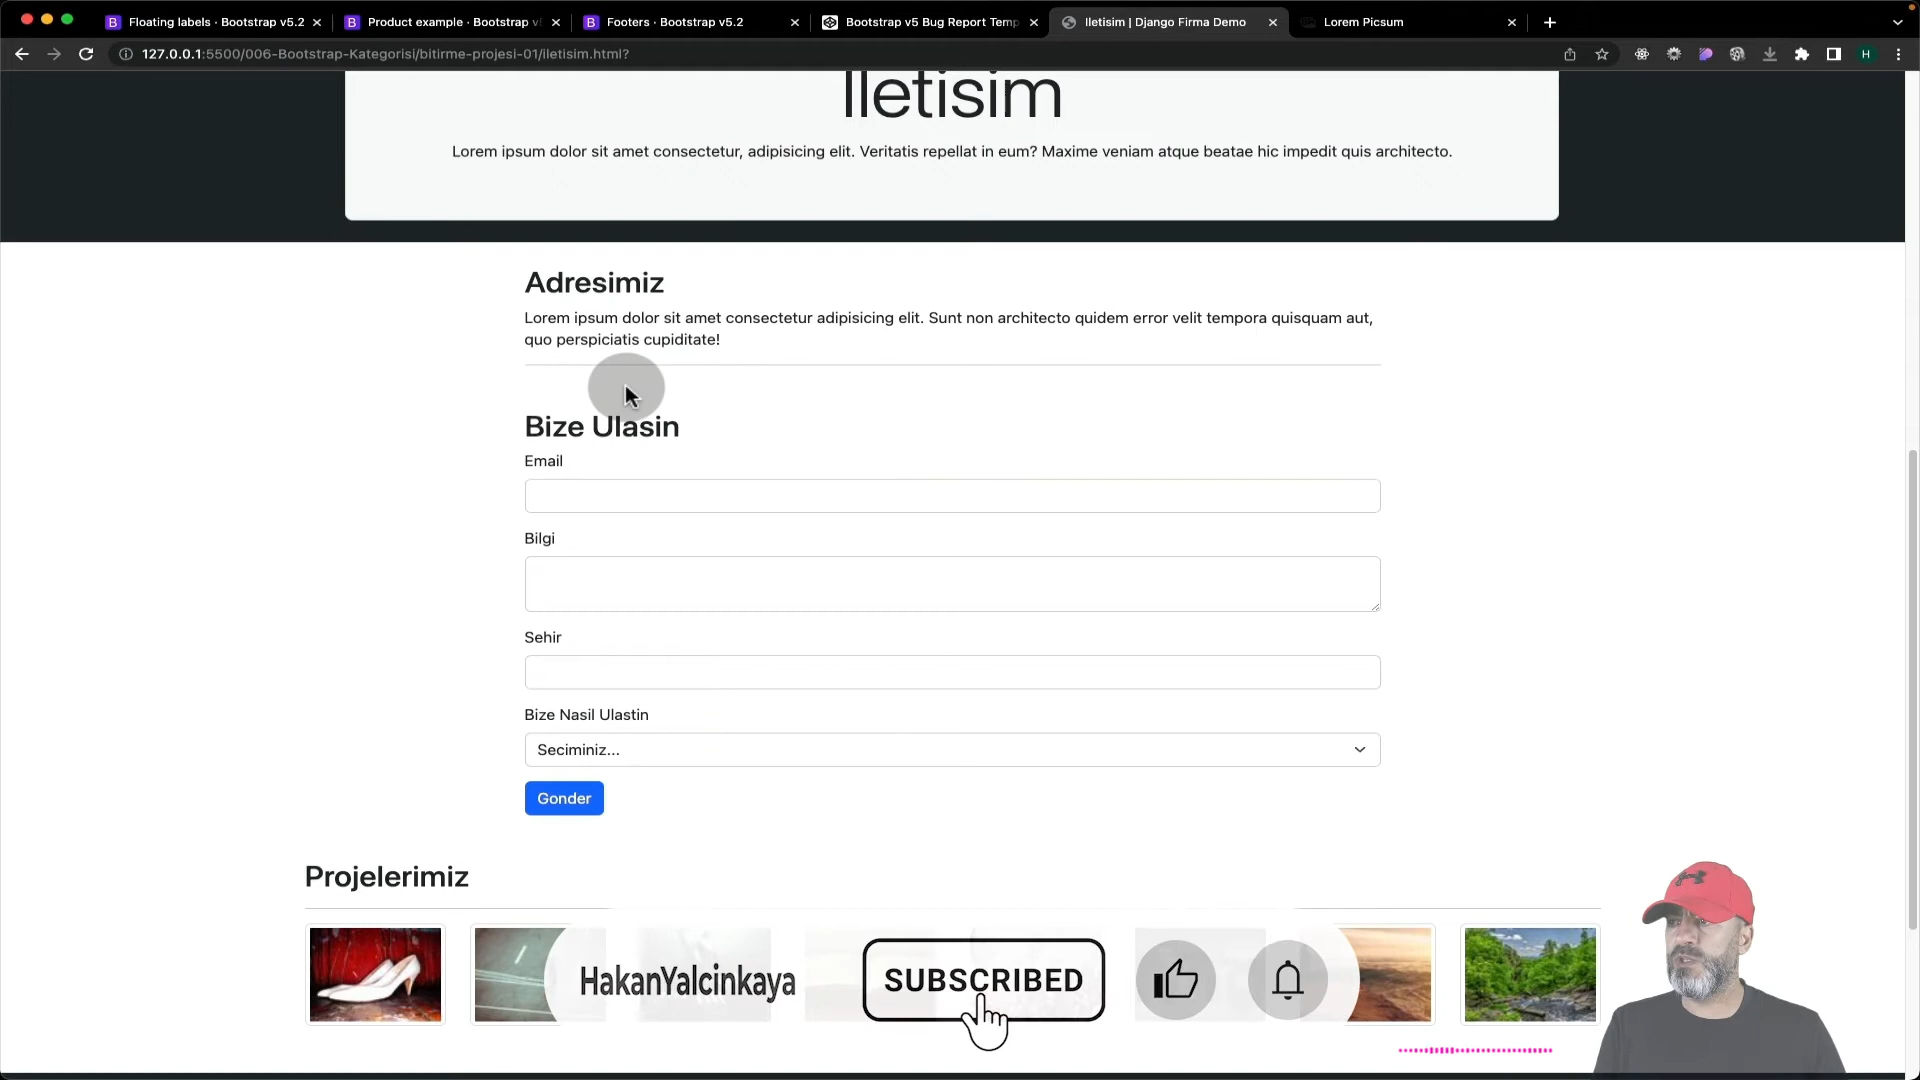 Floating labels · Bootstrap v5.2
Product example · Bootstrap v
Footers · Bootstrap v5.2
Bootstrap v5 Bug Report Temp
Iletisim | Django Firma Demo
Lorem Picsum
127.0.0.1:5500/006-Bootstrap-Kategorisi/bitirme-projesi-01/iletisim.html?
H
Iletisim
Lorem ipsum dolor sit amet consectetur, adipisicing elit. Veritatis repellat in eum? Maxime veniam atque beatae hic impedit quis architecto.
Adresimiz
Lorem ipsum dolor sit amet consectetur adipisicing elit. Sunt non architecto quidem error velit tempora quisquam aut,
quo perspiciatis cupiditate!
Bize Ulasin
Email
Bilgi
Sehir
Bize Nasil Ulastin
Seciminiz...
Gonder
Projelerimiz
HakanYalcinkaya
SUBSCRIBED